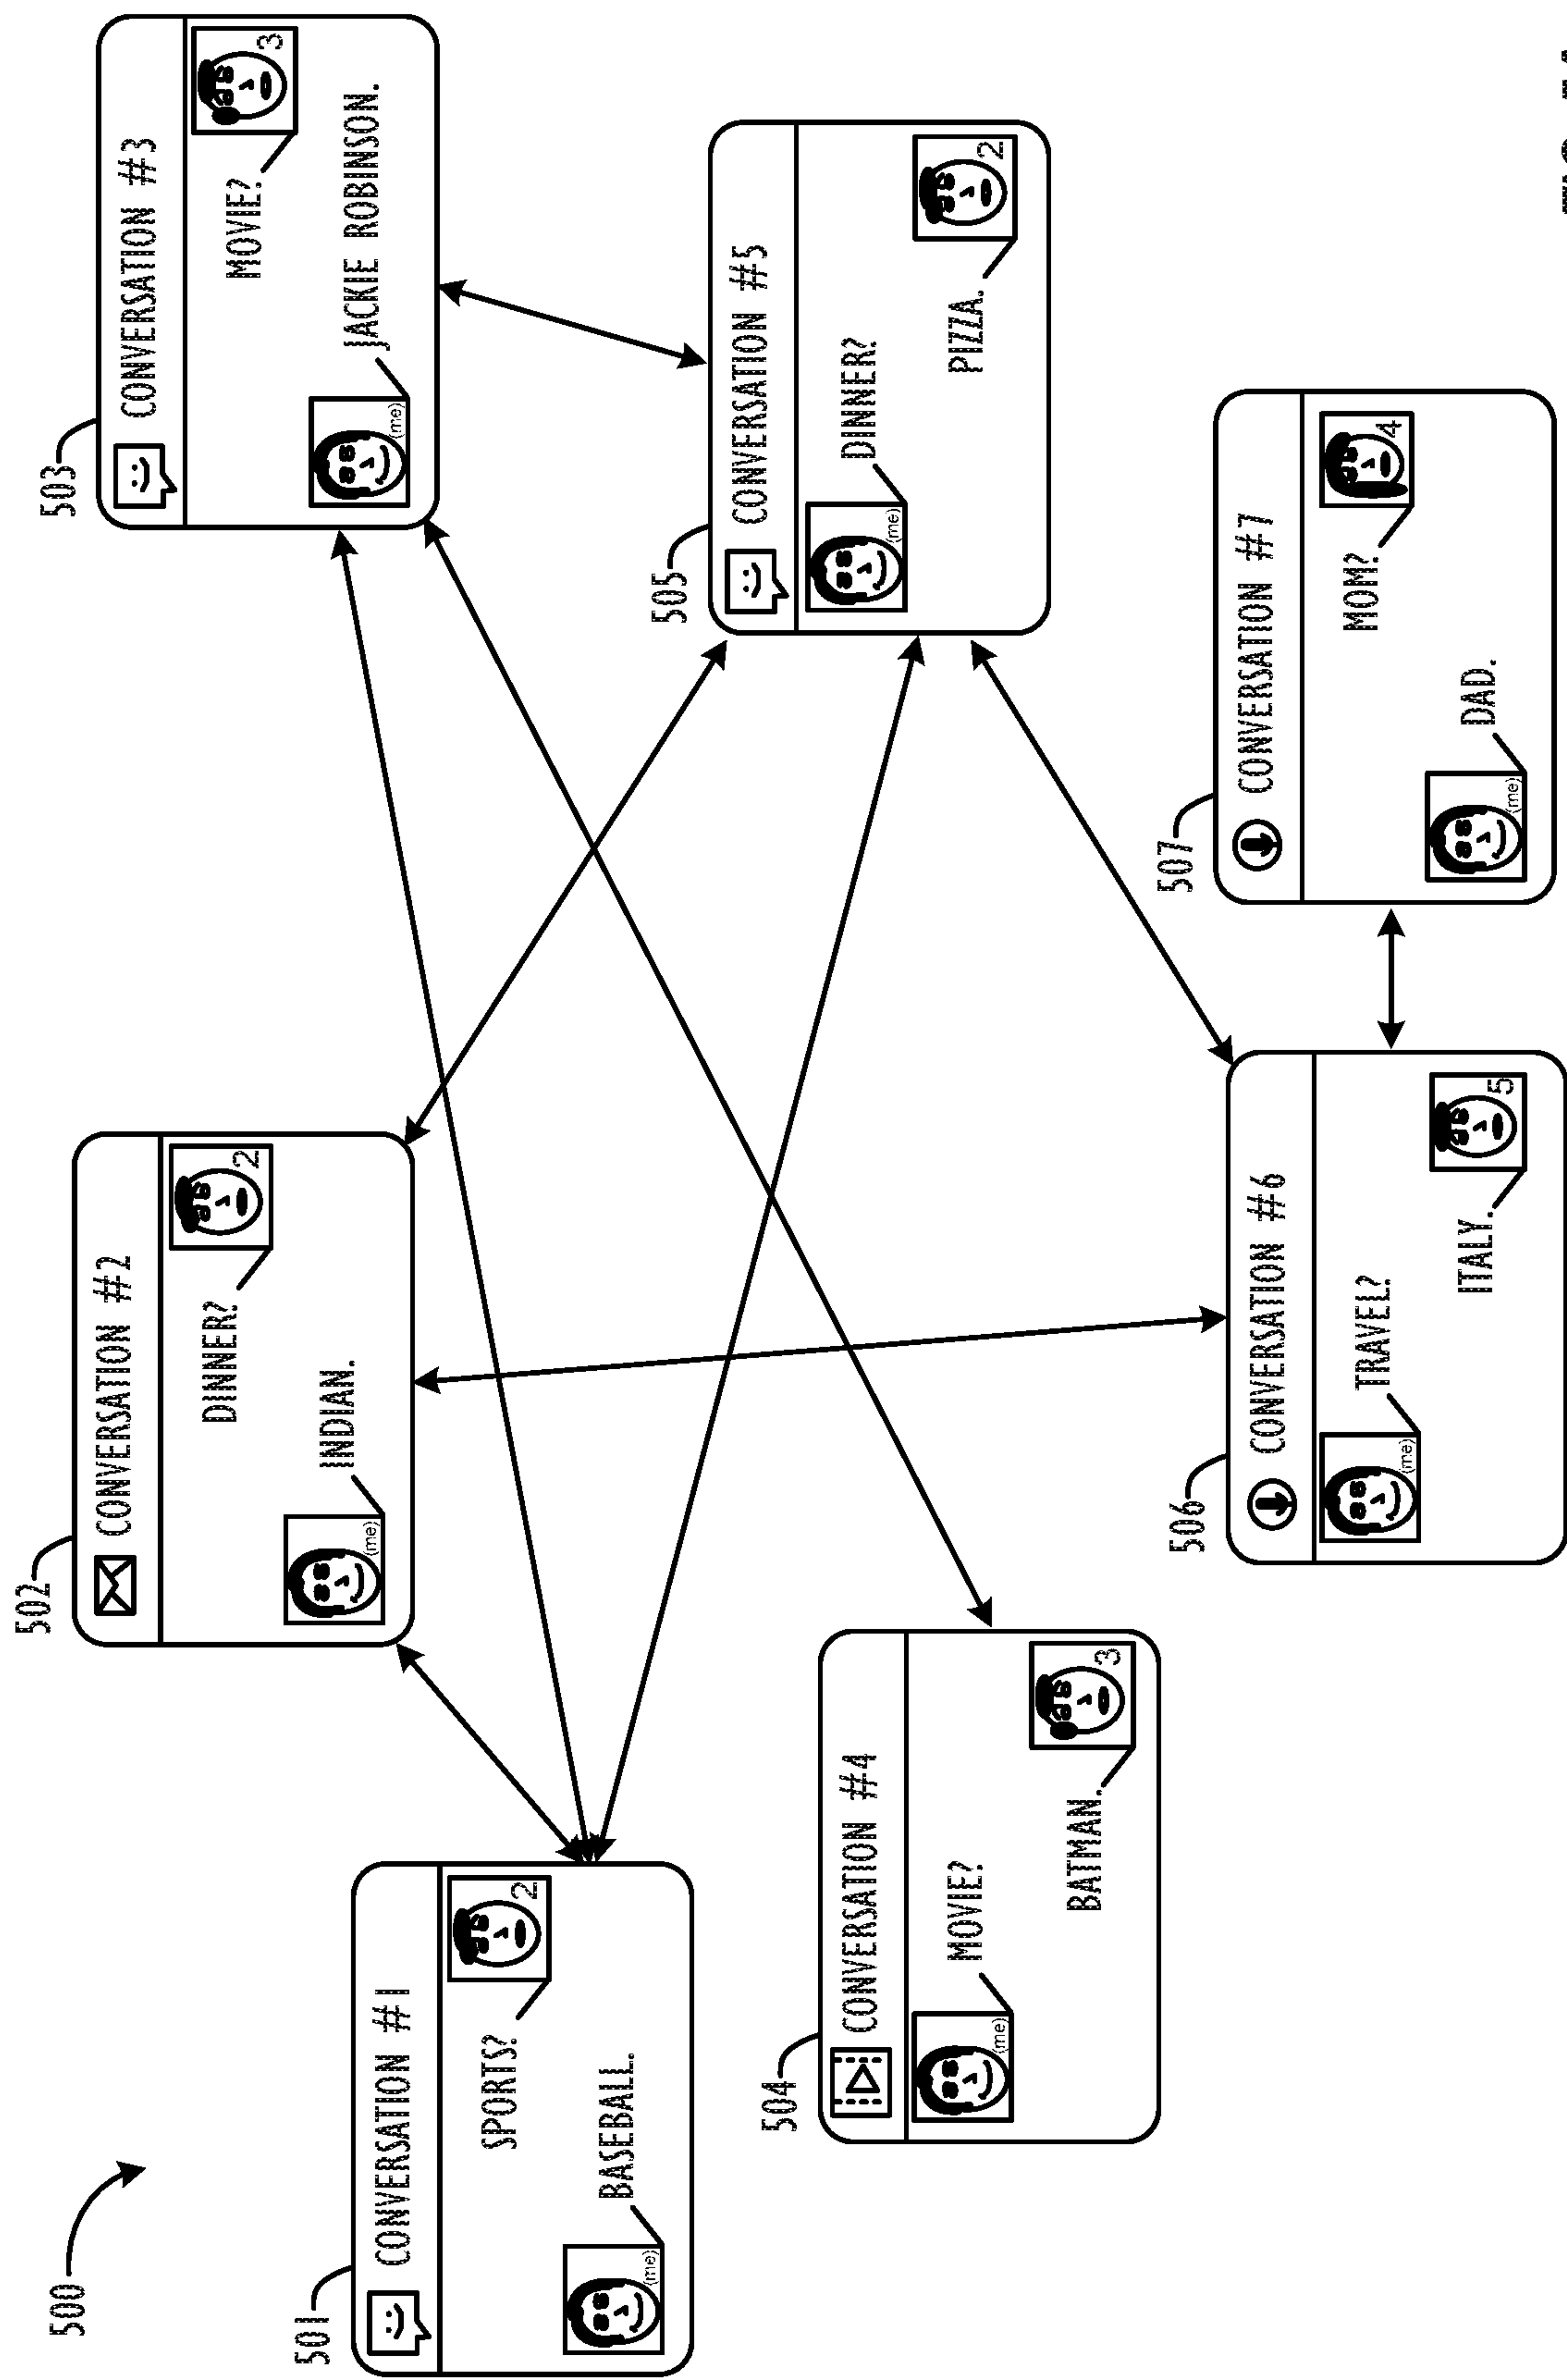 500
501
CONVERSATION #1
SPORTS?
2
BASEBALL.
(me)
502
CONVERSATION #2
DINNER?
2
INDIAN.
(me)
503
CONVERSATION #3
MOVIE?
3
JACKIE ROBINSON.
(me)
504
CONVERSATION #4
MOVIE?
(me)
BATMAN.
3
505
CONVERSATION #5
DINNER?
(me)
PIZZA.
2
506
CONVERSATION #6
TRAVEL?
(me)
ITALY.
5
507
CONVERSATION #7
MOM?
4
DAD.
(me)